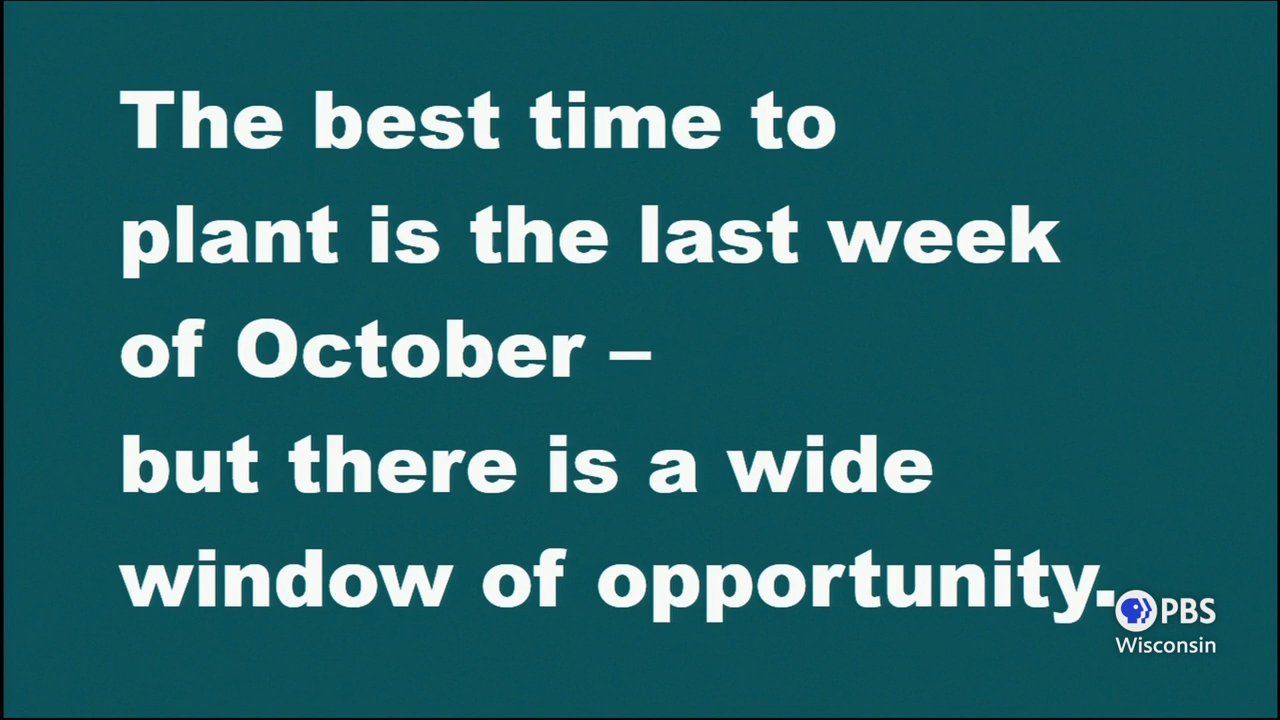 The best time to
plant is the last week
of October –
but there is a wide
window of opportunity.
PBS
Wisconsin